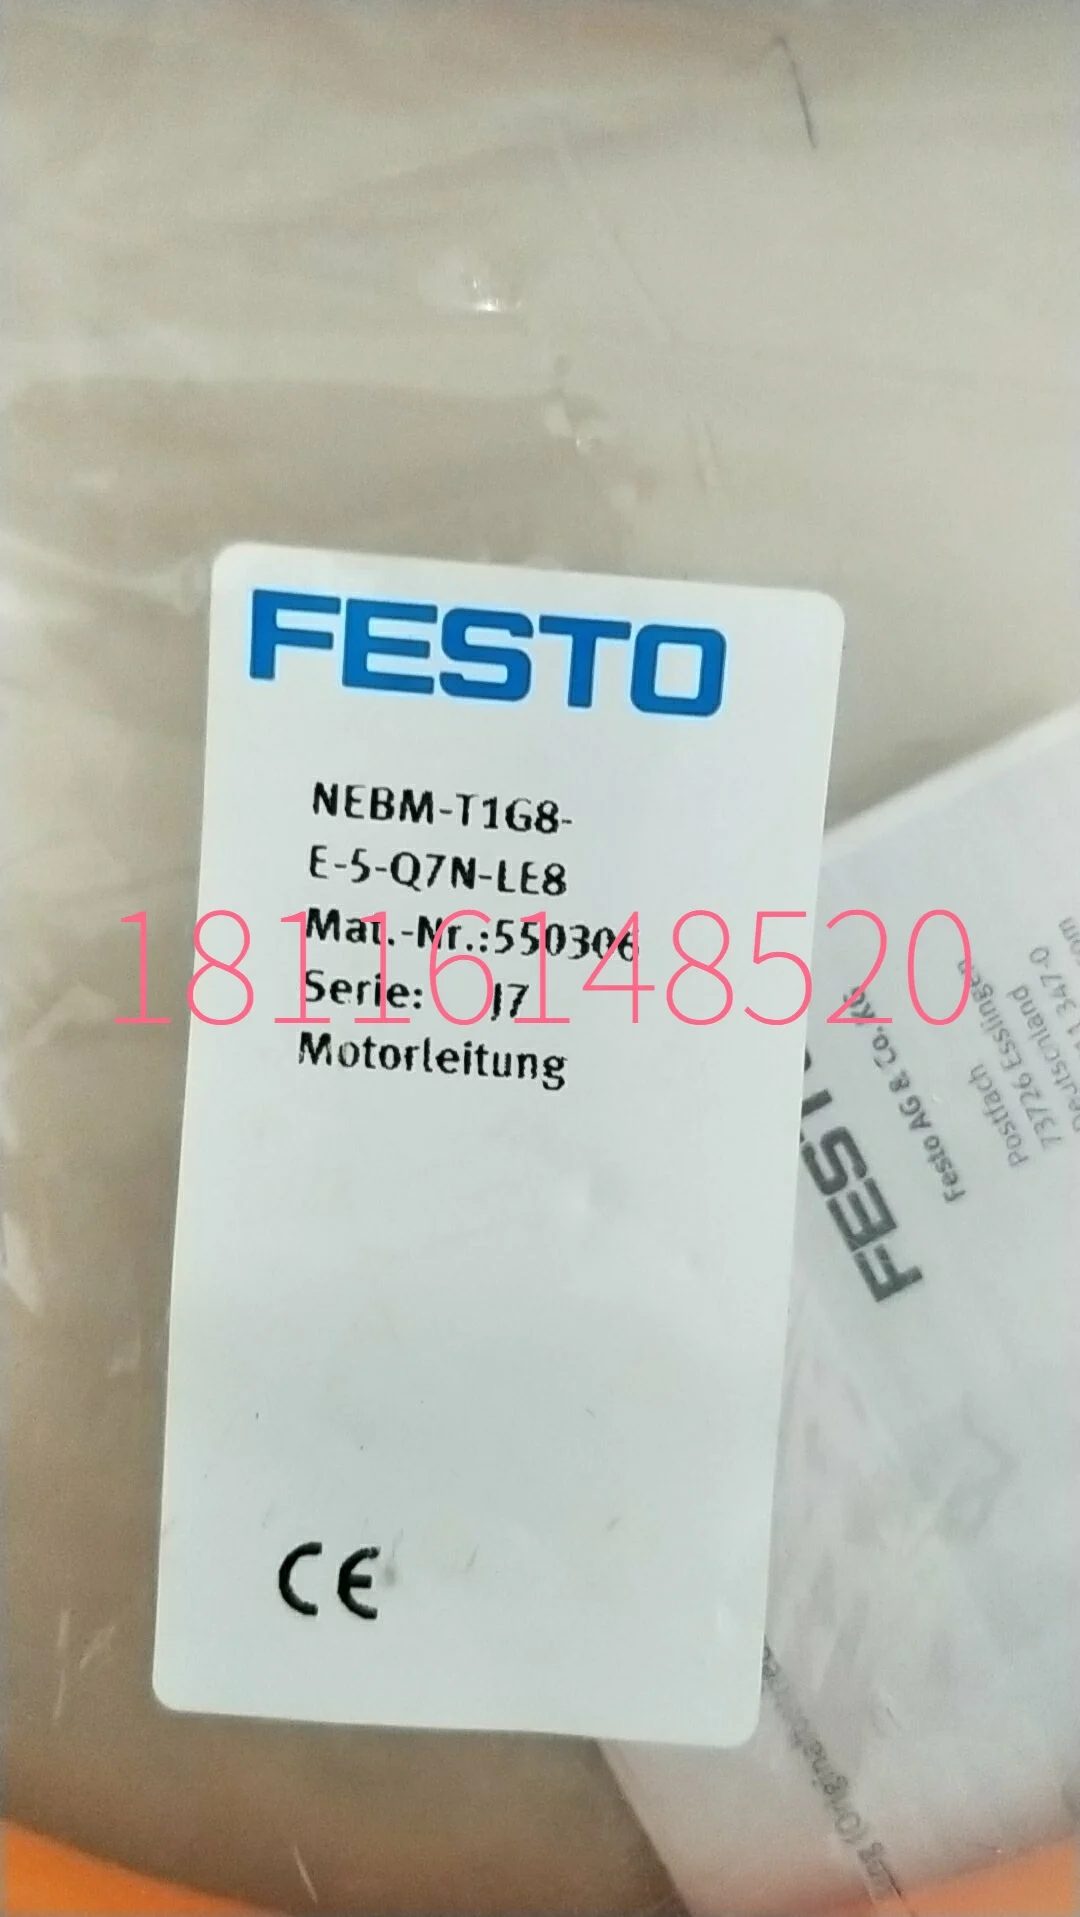 FESTO
NEBM-T1G8-
E-5-Q7N-LE8
Mat.-Nr.:550306
Serie: J7
Motorleitung
18116148520
CE
FESTO
Festo AG & Co. KG
Postfach
73726 Esslingen
Deutschland